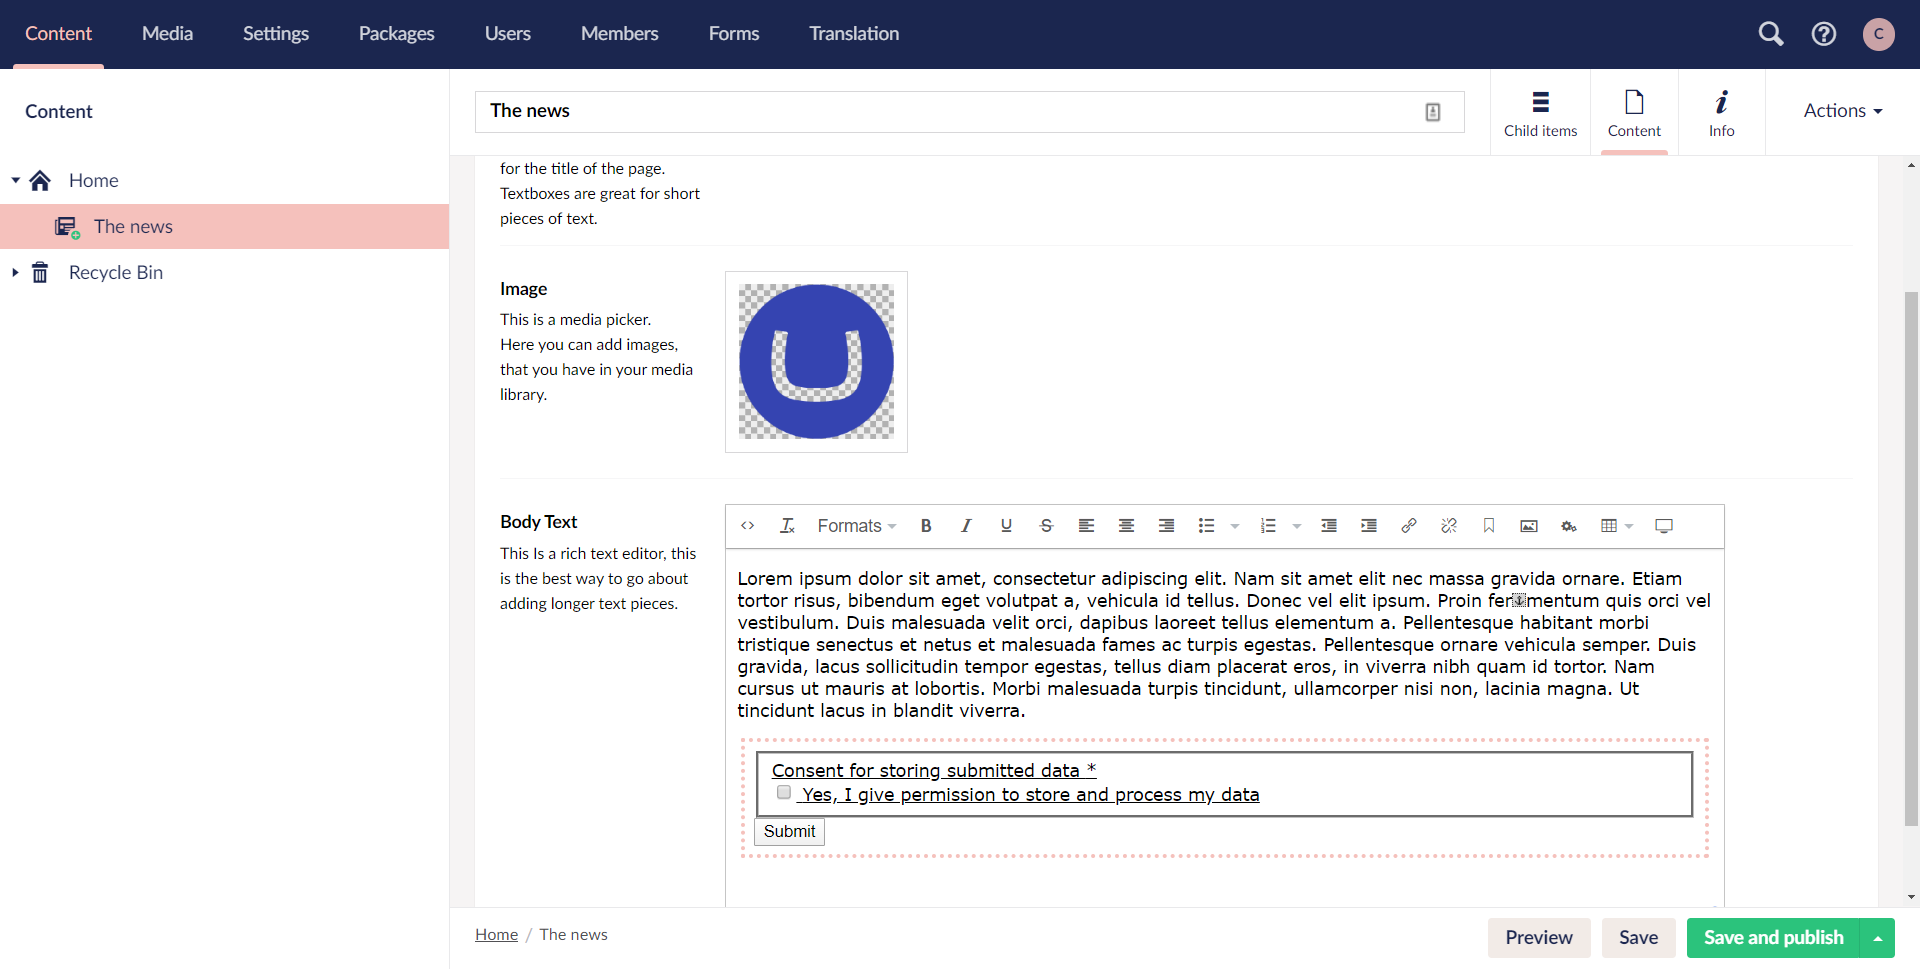 Content Media Settings Packages Users Members Forms Translation
C
Content
Home
The news
Recycle Bin
The news
Child items
Content
Info
Actions
for the title of the page.
Textboxes are great for short
pieces of text.
Image
This is a media picker.
Here you can add images,
that you have in your media
library.
Body Text
This Is a rich text editor, this
is the best way to go about
adding longer text pieces.
Formats B I U S
Lorem ipsum dolor sit amet, consectetur adipiscing elit. Nam sit amet elit nec massa gravida ornare. Etiam
tortor risus, bibendum eget volutpat a, vehicula id tellus. Donec vel elit ipsum. Proin fermentum quis orci vel
vestibulum. Duis malesuada velit orci, dapibus laoreet tellus elementum a. Pellentesque habitant morbi
tristique senectus et netus et malesuada fames ac turpis egestas. Pellentesque ornare vehicula semper. Duis
gravida, lacus sollicitudin tempor egestas, tellus diam placerat eros, in viverra nibh quam id tortor. Nam
cursus ut mauris at lobortis. Morbi malesuada turpis tincidunt, ullamcorper nisi non, lacinia magna. Ut
tincidunt lacus in blandit viverra.
Consent for storing submitted data *
Yes, I give permission to store and process my data
Submit
Home / The news
Preview
Save
Save and publish